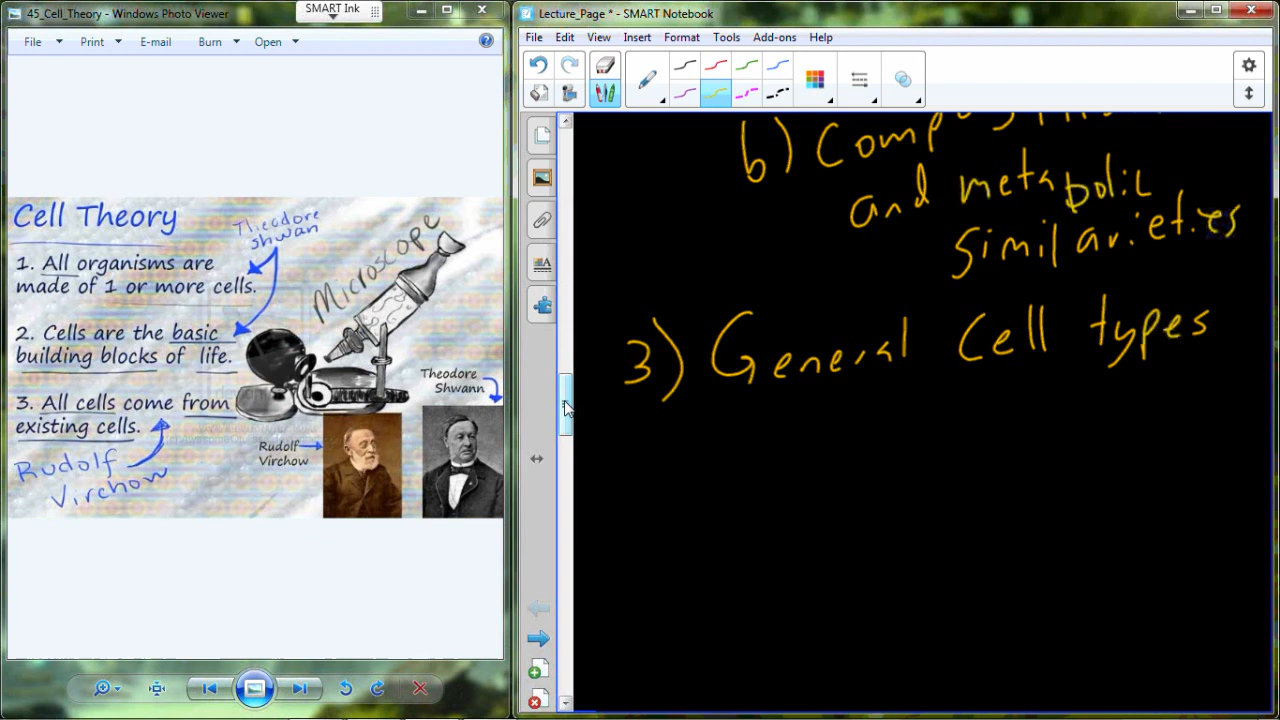 45_Cell_Theory - Windows Photo Viewer
SMART Ink
File Print E-mail Burn Open
Cell Theory
Theodore
Shwan
1. All organisms are
made of 1 or more cells.
Microscope
2. Cells are the basic
building blocks of life.
Theodore
Shwann
3. All cells come from
existing cells.
Rudolf
Virchow
Rudolf
Virchow
Lecture_Page * - SMART Notebook
File Edit View Insert Format Tools Add-ons Help
and metabolic
similarieties
3) General Cell types